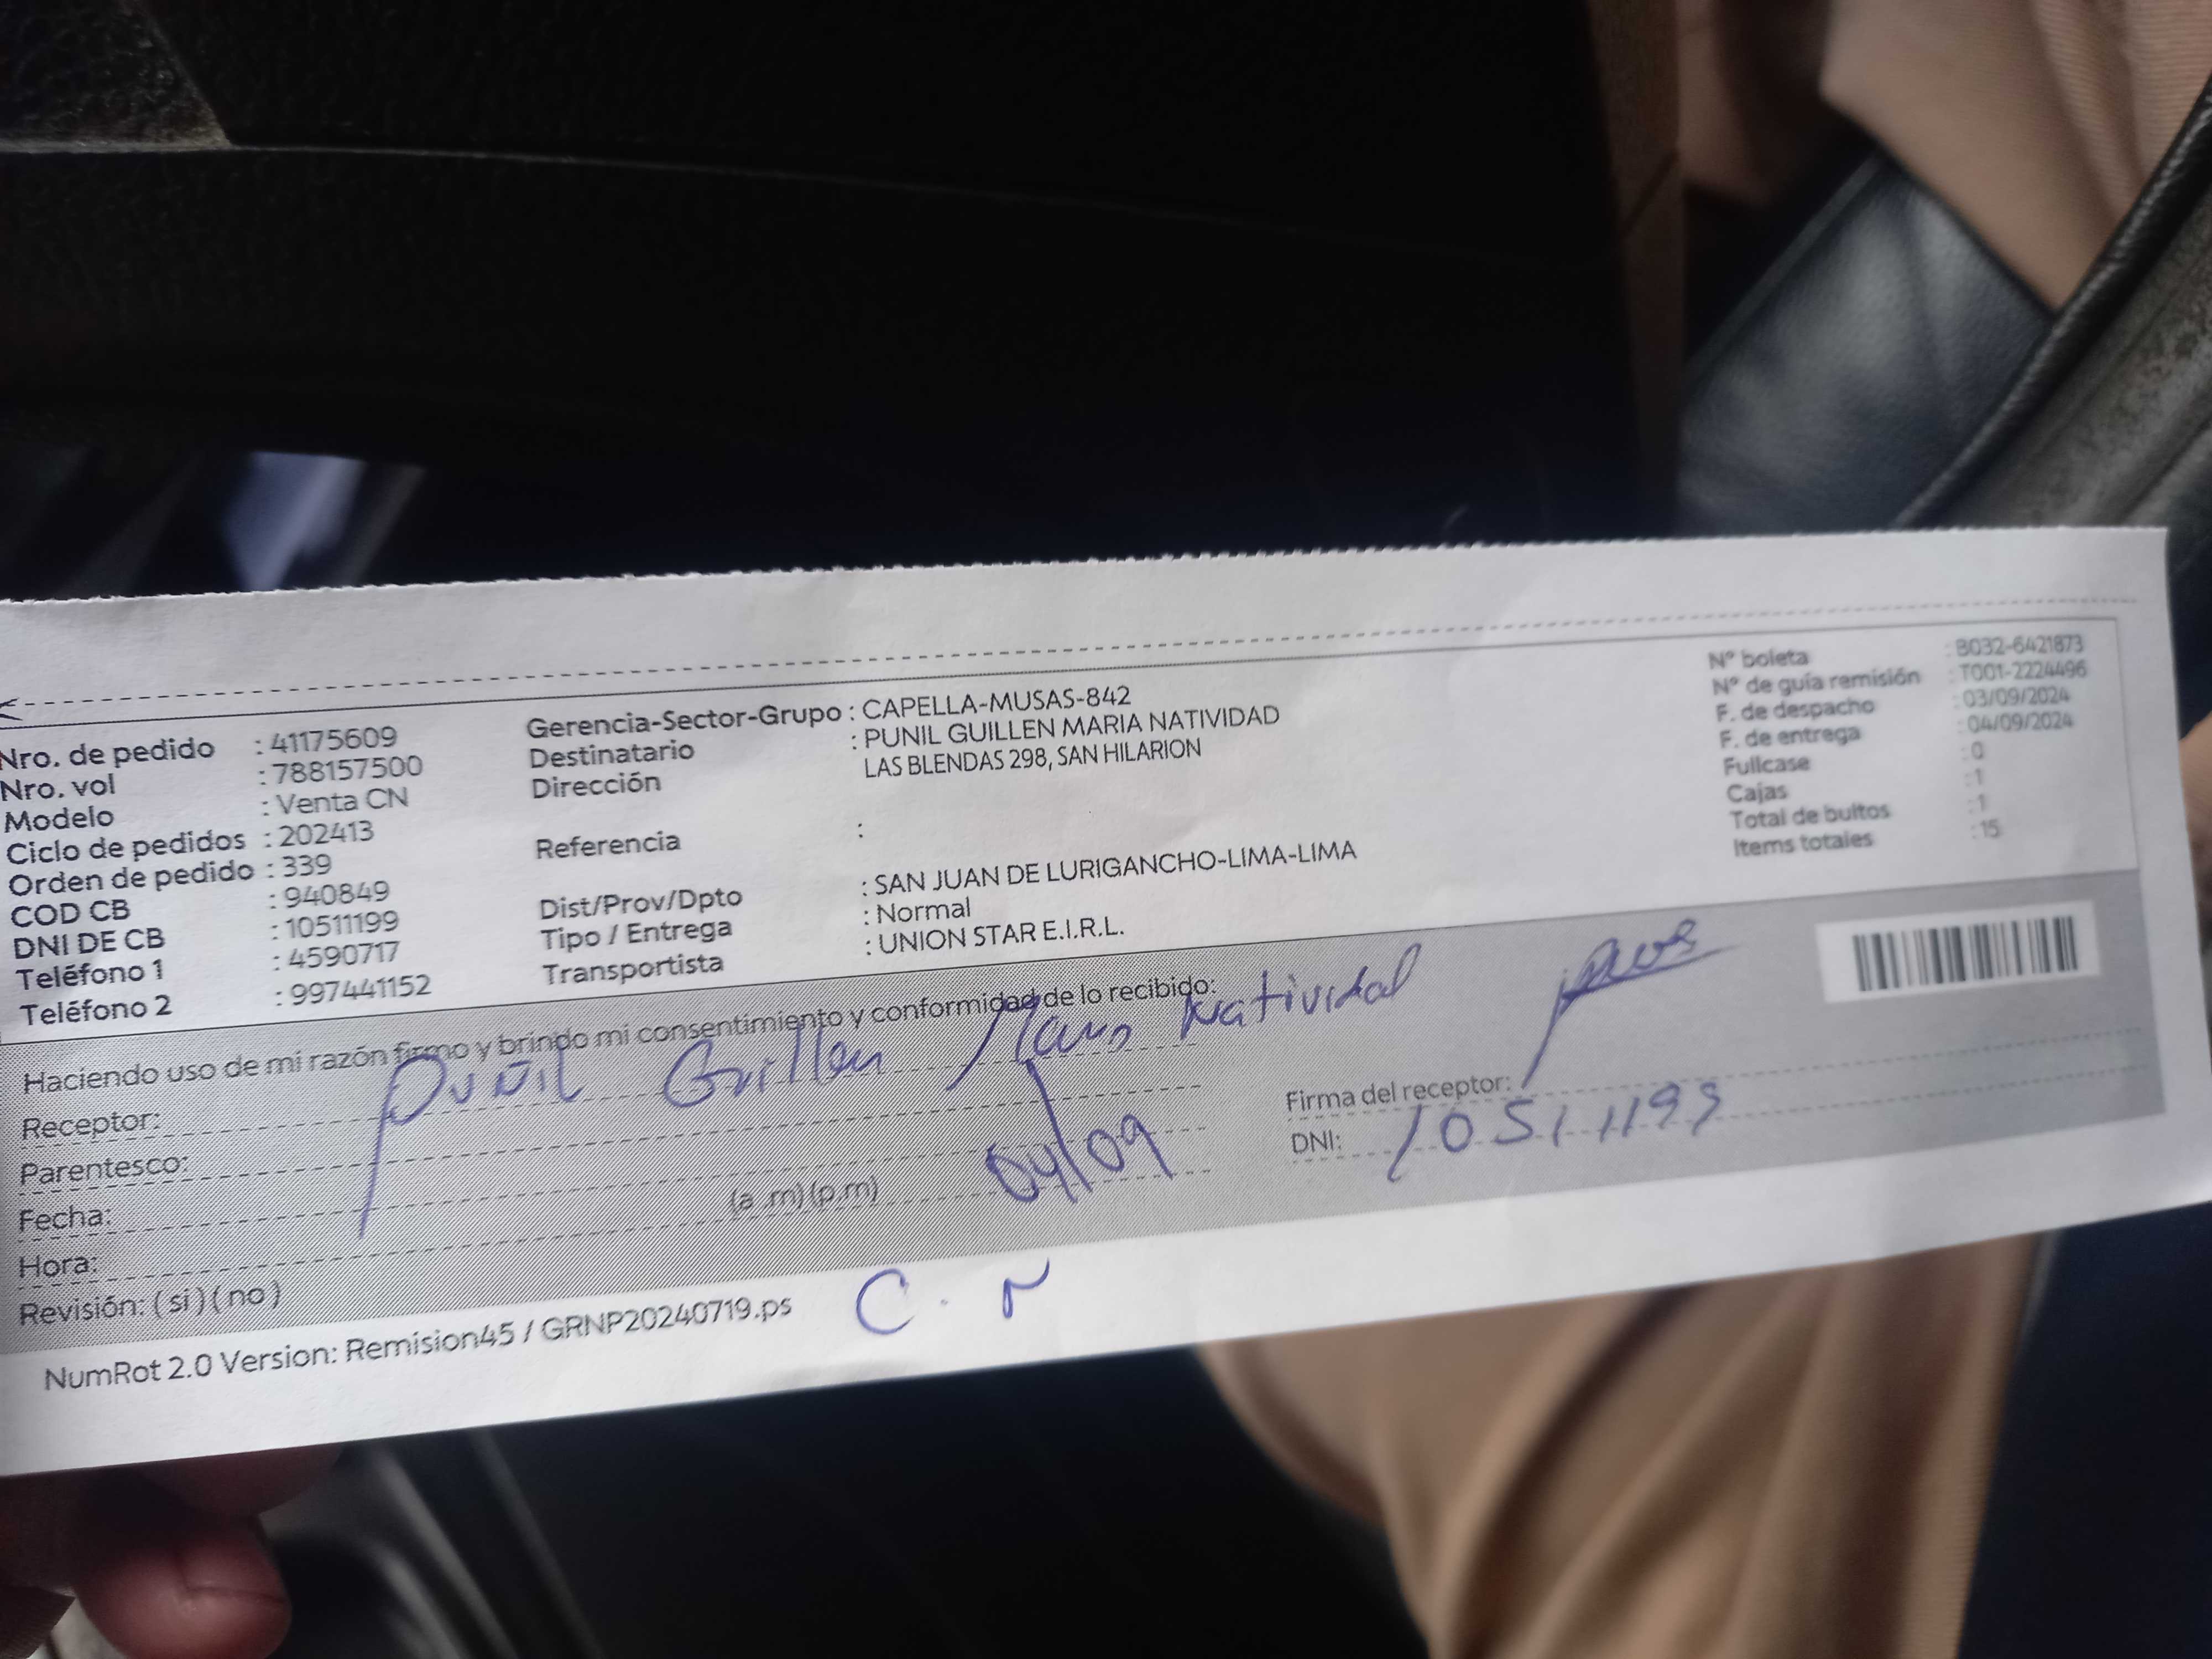 Nro. de pedido : 41175609
Nro. vol : 788157500
Modelo : Venta CN
Ciclo de pedidos : 202413
Orden de pedido : 339
COD CB : 940849
DNI DE CB : 10511199
Teléfono 1 : 4590717
Teléfono 2 : 997441152
Gerencia-Sector-Grupo : CAPELLA-MUSAS-842
Destinatario : PUNIL GUILLEN MARIA NATIVIDAD
Dirección LAS BLENDAS 298, SAN HILARION
Referencia :
Dist/Prov/Dpto : SAN JUAN DE LURIGANCHO-LIMA-LIMA
Tipo / Entrega : Normal
Transportista : UNION STAR E.I.R.L.
N° boleta : B032-6421873
N° de guía remisión : T001-2224496
F. de despacho : 03/09/2024
F. de entrega : 04/09/2024
Fullcase : 0
Cajas : 1
Total de bultos : 1
Items totales : 15
Haciendo uso de mi razón firmo y brindo mi consentimiento y conformidad de lo recibido:
Receptor: Puñil Guillen Natividad
Parentesco:
Fecha: 04/09
Hora: (a .m) (p.m)
Revisión: ( si ) ( no )
Firma del receptor:
DNI: 10511199
NumRot 2.0 Version: Remision45 / GRNP20240719.ps